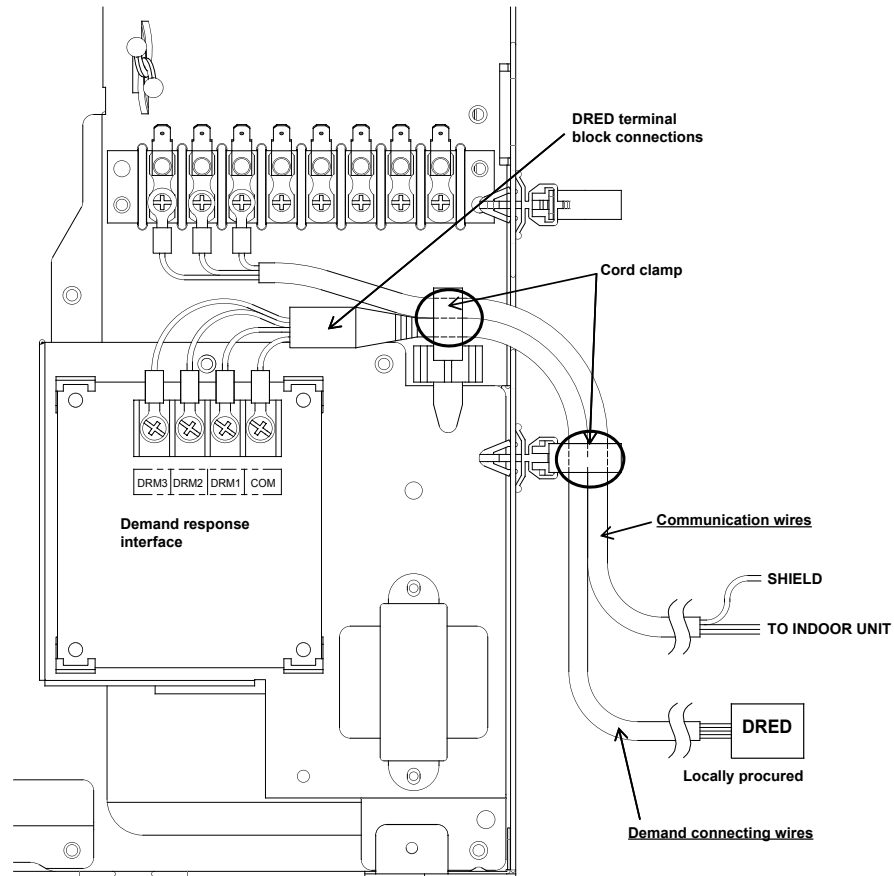 DRED terminal
block connections
Cord clamp
DRM3 DRM2 DRM1 COM
Demand response
interface
Communication wires
SHIELD
TO INDOOR UNIT
DRED
Locally procured
Demand connecting wires